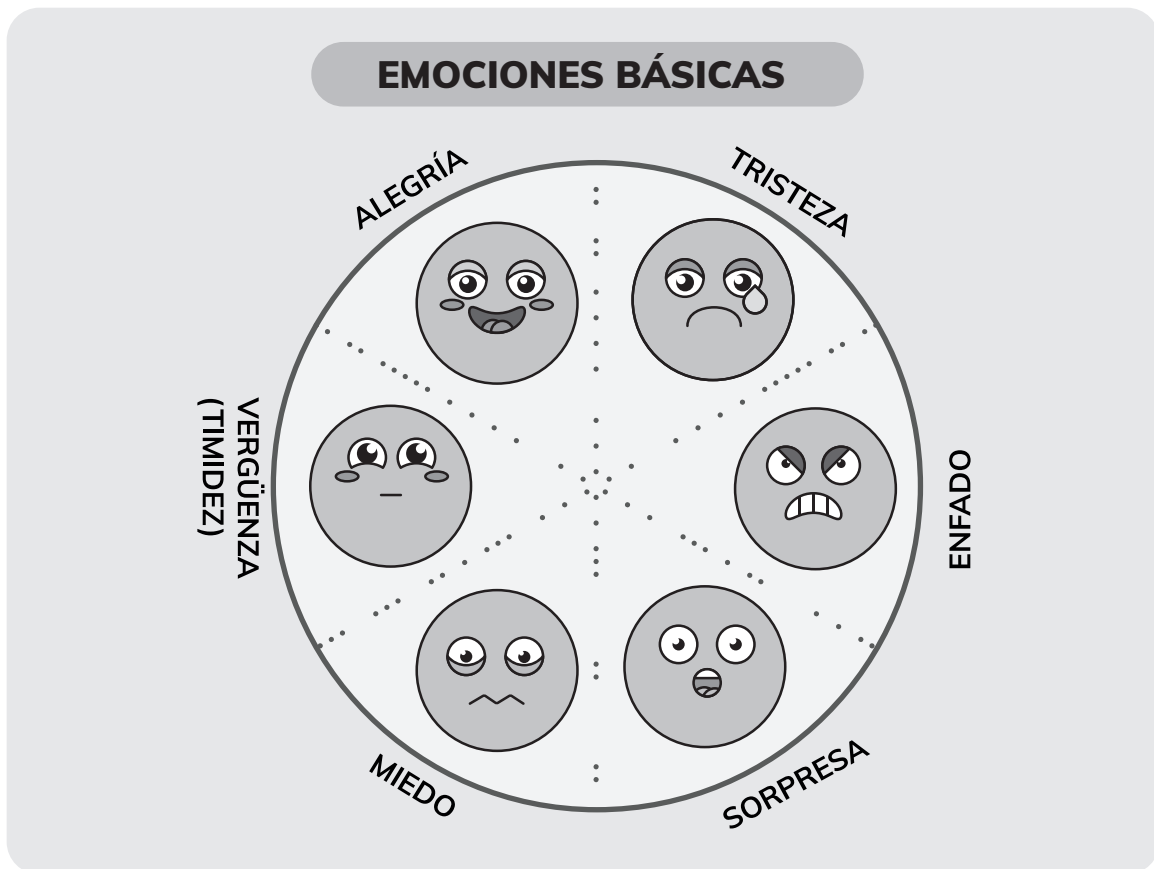 EMOCIONES BÁSICAS
ALEGRÍA
TRISTEZA
VERGÜENZA
(TIMIDEZ)
ENFADO
MIEDO
SORPRESA